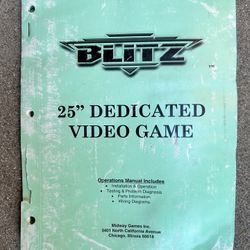 BLITZ
™
25” DEDICATED
VIDEO GAME
Operations Manual Includes
• Installation & Operation
• Testing & Problem Diagnosis
• Parts Information
• Wiring Diagrams
Midway Games Inc.
3401 North California Avenue
Chicago, Illinois 60618